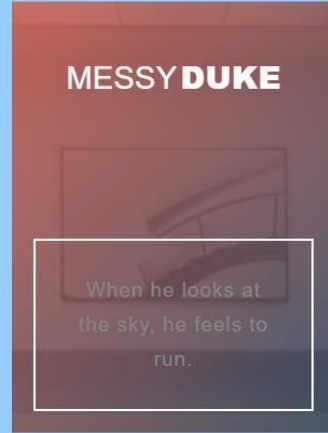 MESSY DUKE
When he looks at
the sky, he feels to
run.